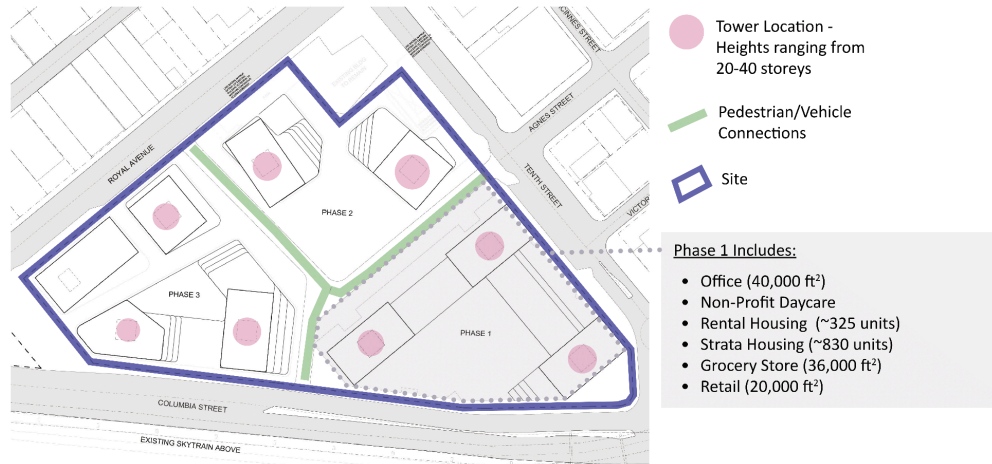 MCINNES STREET
AGNES STREET
ROYAL AVENUE
TENTH STREET
PHASE 2
PHASE 3
PHASE 1
COLUMBIA STREET
EXISTING SKYTRAIN ABOVE
Tower Location -
Heights ranging from
20-40 storeys
Pedestrian/Vehicle
Connections
Site
Phase 1 Includes:
• Office (40,000 ft²)
• Non-Profit Daycare
• Rental Housing (~325 units)
• Strata Housing (~830 units)
• Grocery Store (36,000 ft²)
• Retail (20,000 ft²)